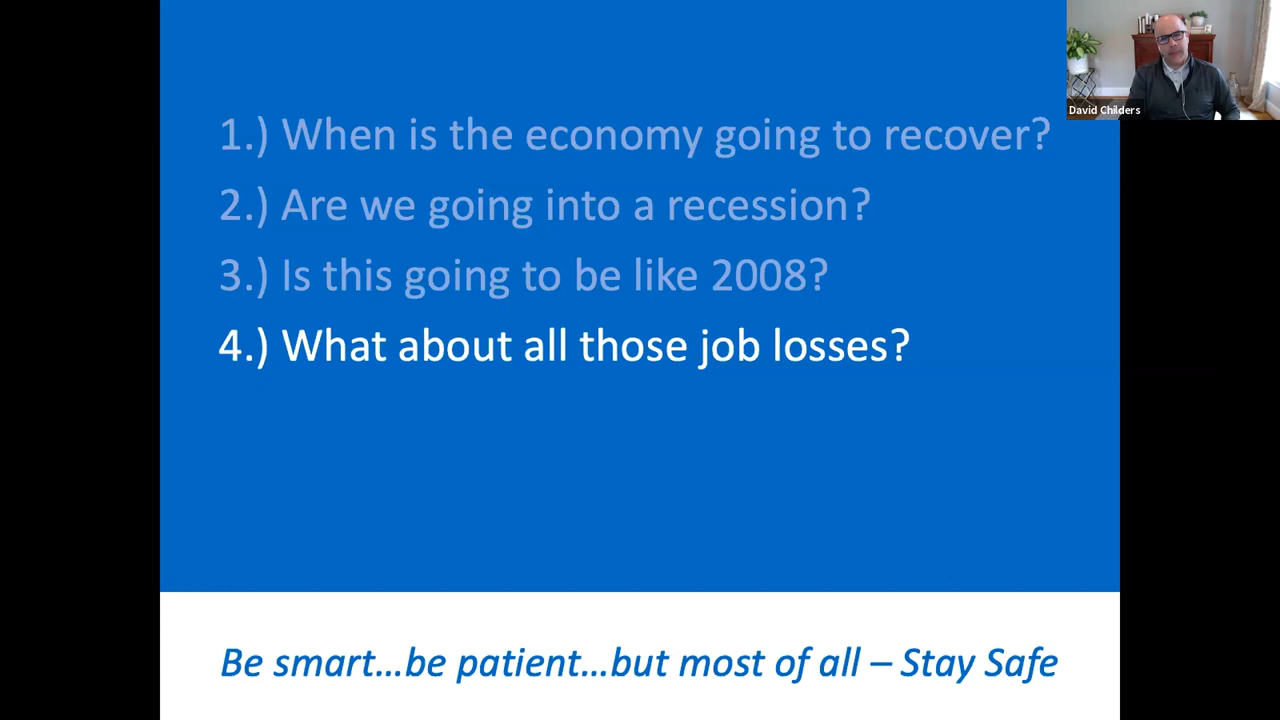 David Childers
1.) When is the economy going to recover?
2.) Are we going into a recession?
3.) Is this going to be like 2008?
4.) What about all those job losses?
Be smart…be patient…but most of all – Stay Safe